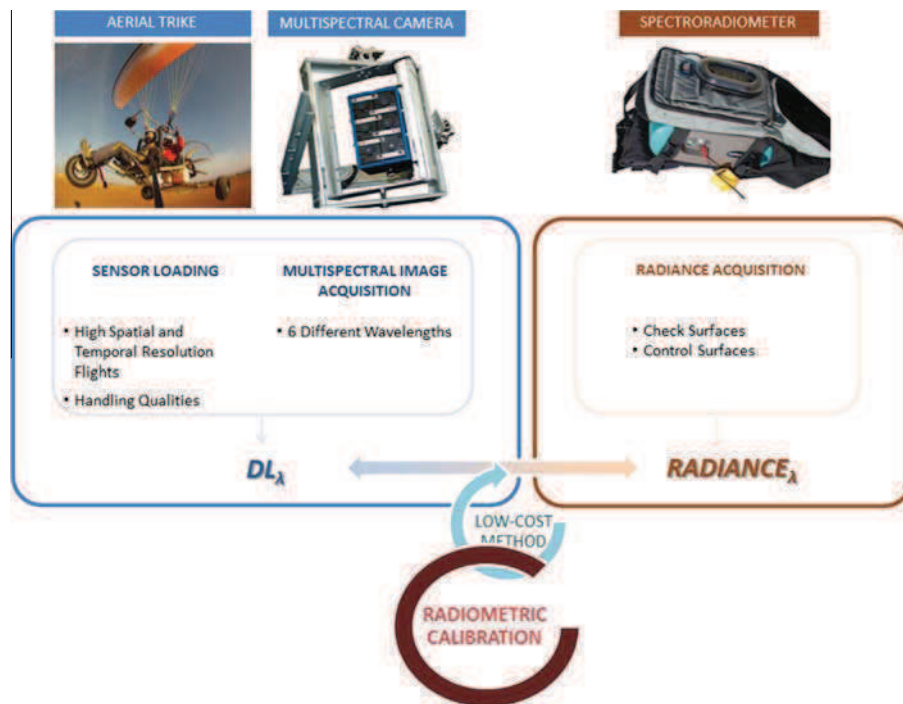 AERIAL TRIKE
MULTISPECTRAL CAMERA
SPECTRORADIOMETER
SENSOR LOADING
• High Spatial and
Temporal Resolution
Flights
• Handling Qualities
MULTISPECTRAL IMAGE
ACQUISITION
• 6 Different Wavelengths
RADIANCE ACQUISITION
• Check Surfaces
• Control Surfaces
DLλ
RADIANCEλ
LOW-COST
METHOD
RADIOMETRIC
CALIBRATION